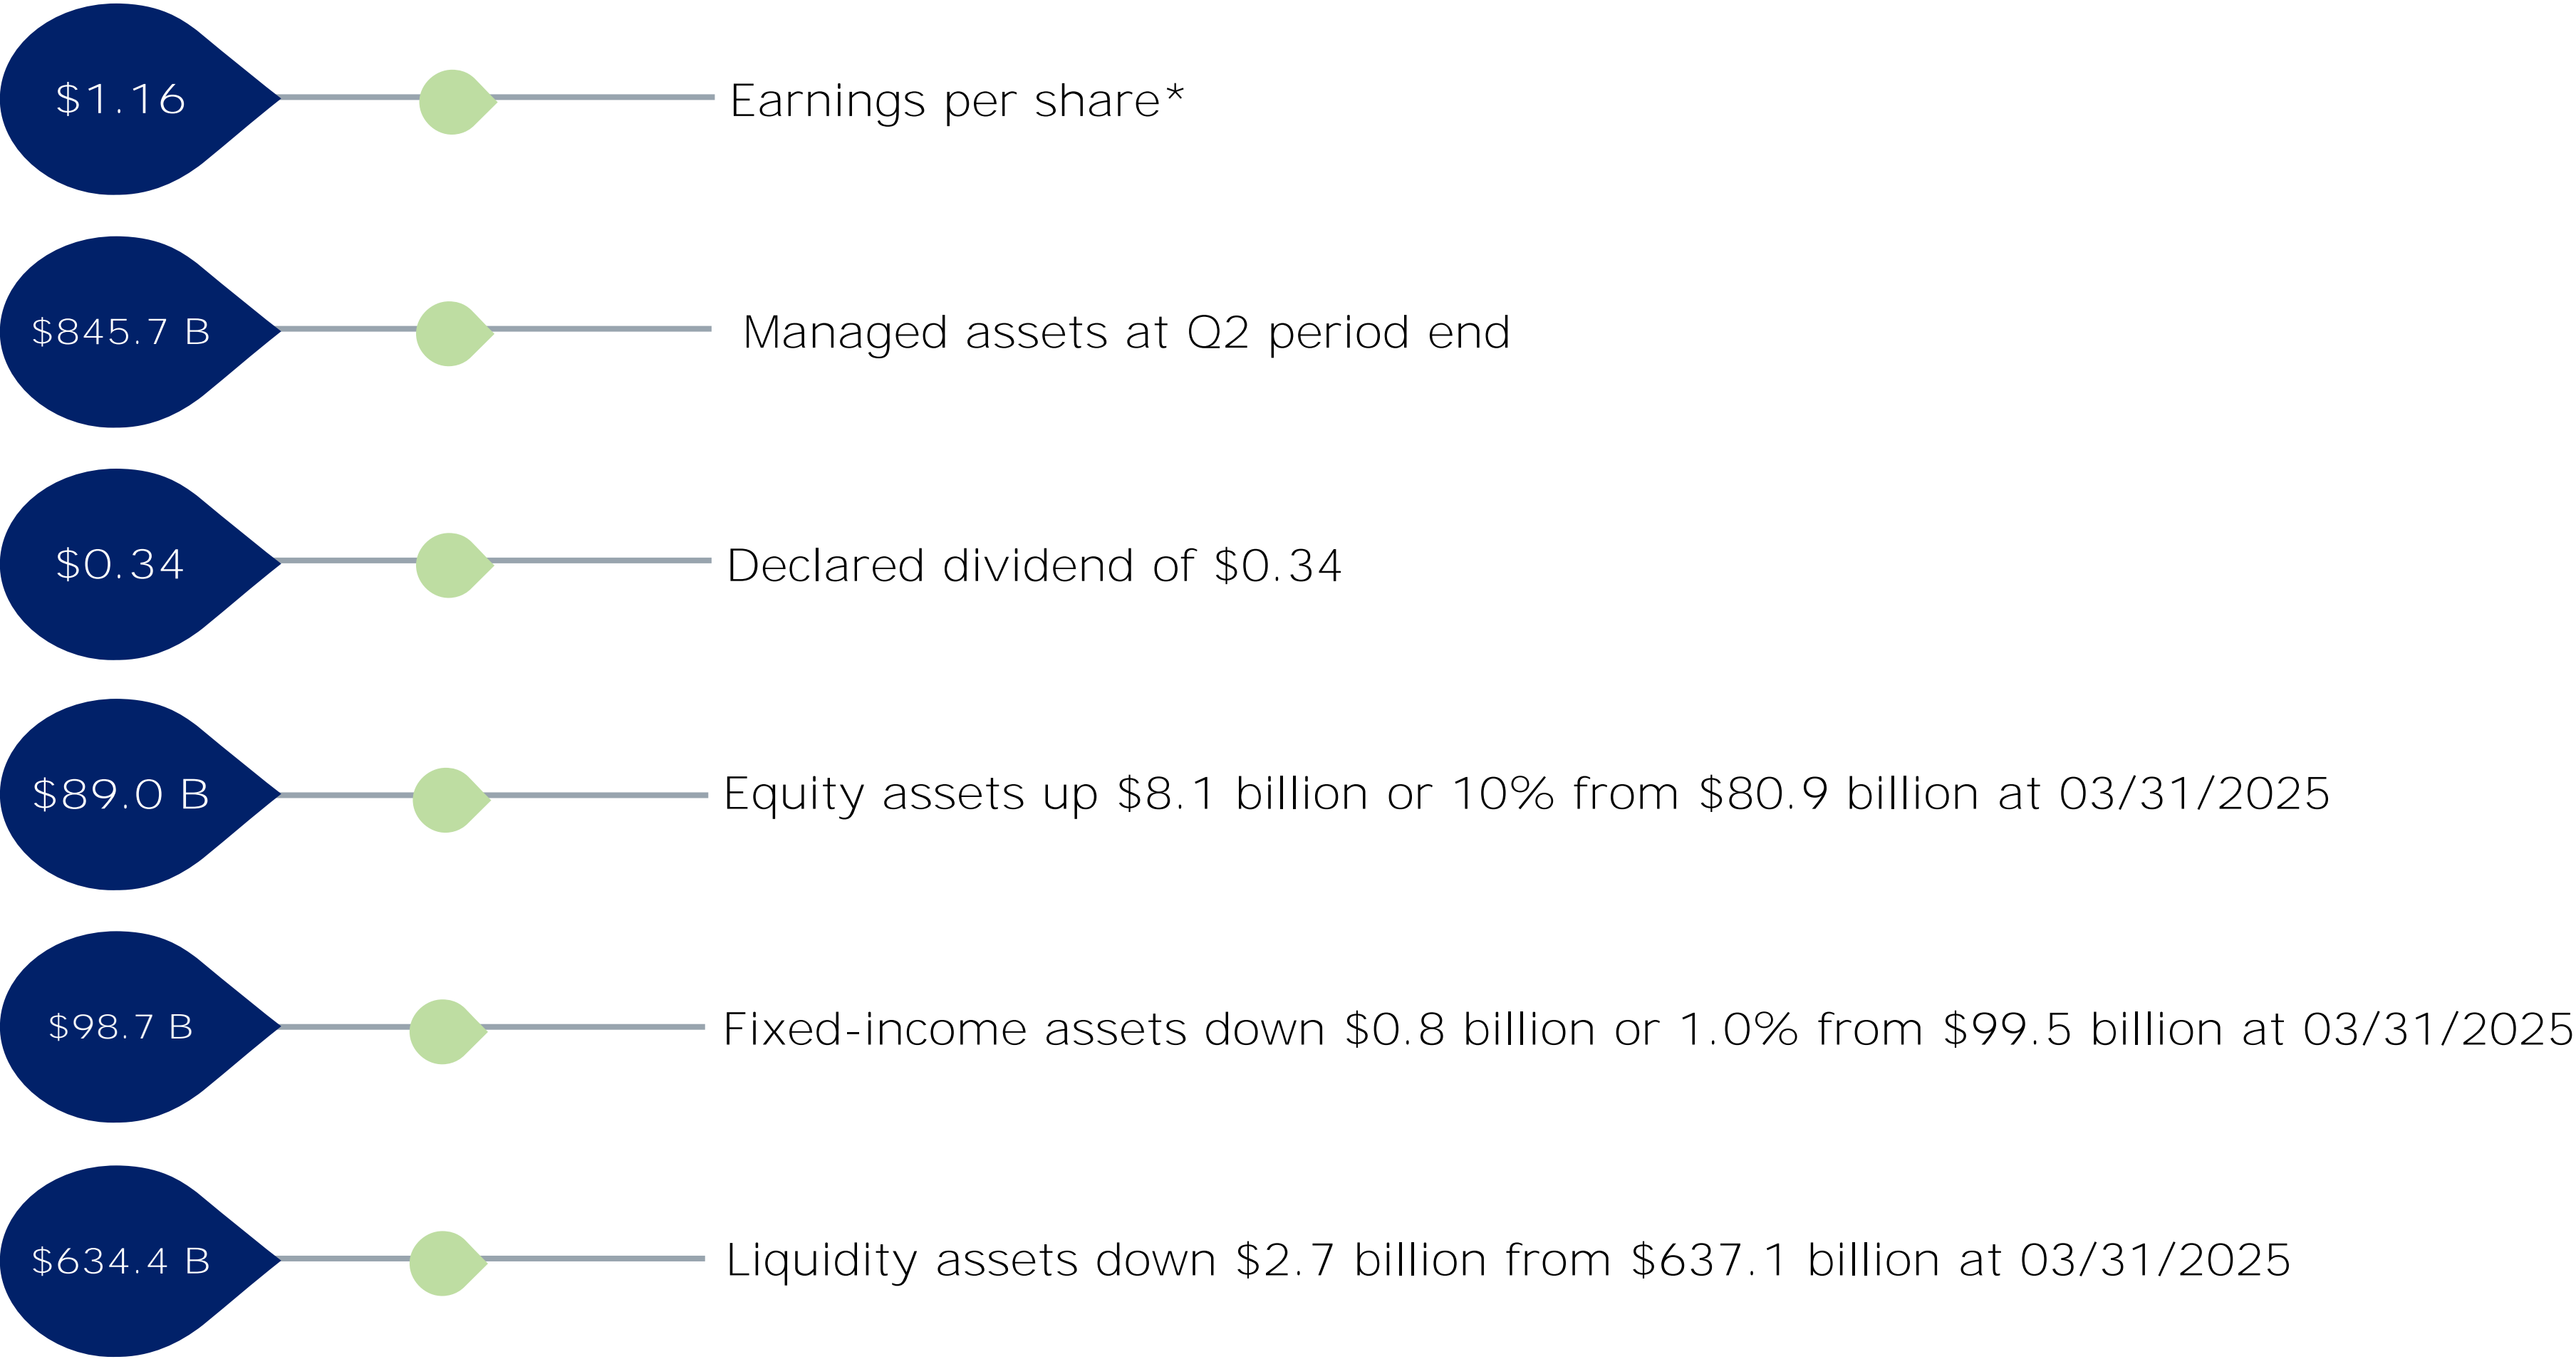 $1.16
Earnings per share*
$845.7 B
Managed assets at Q2 period end
$0.34
Declared dividend of $0.34
$89.0 B
Equity assets up $8.1 billion or 10% from $80.9 billion at 03/31/2025
$98.7 B
Fixed-income assets down $0.8 billion or 1.0% from $99.5 billion at 03/31/2025
$634.4 B
Liquidity assets down $2.7 billion from $637.1 billion at 03/31/2025